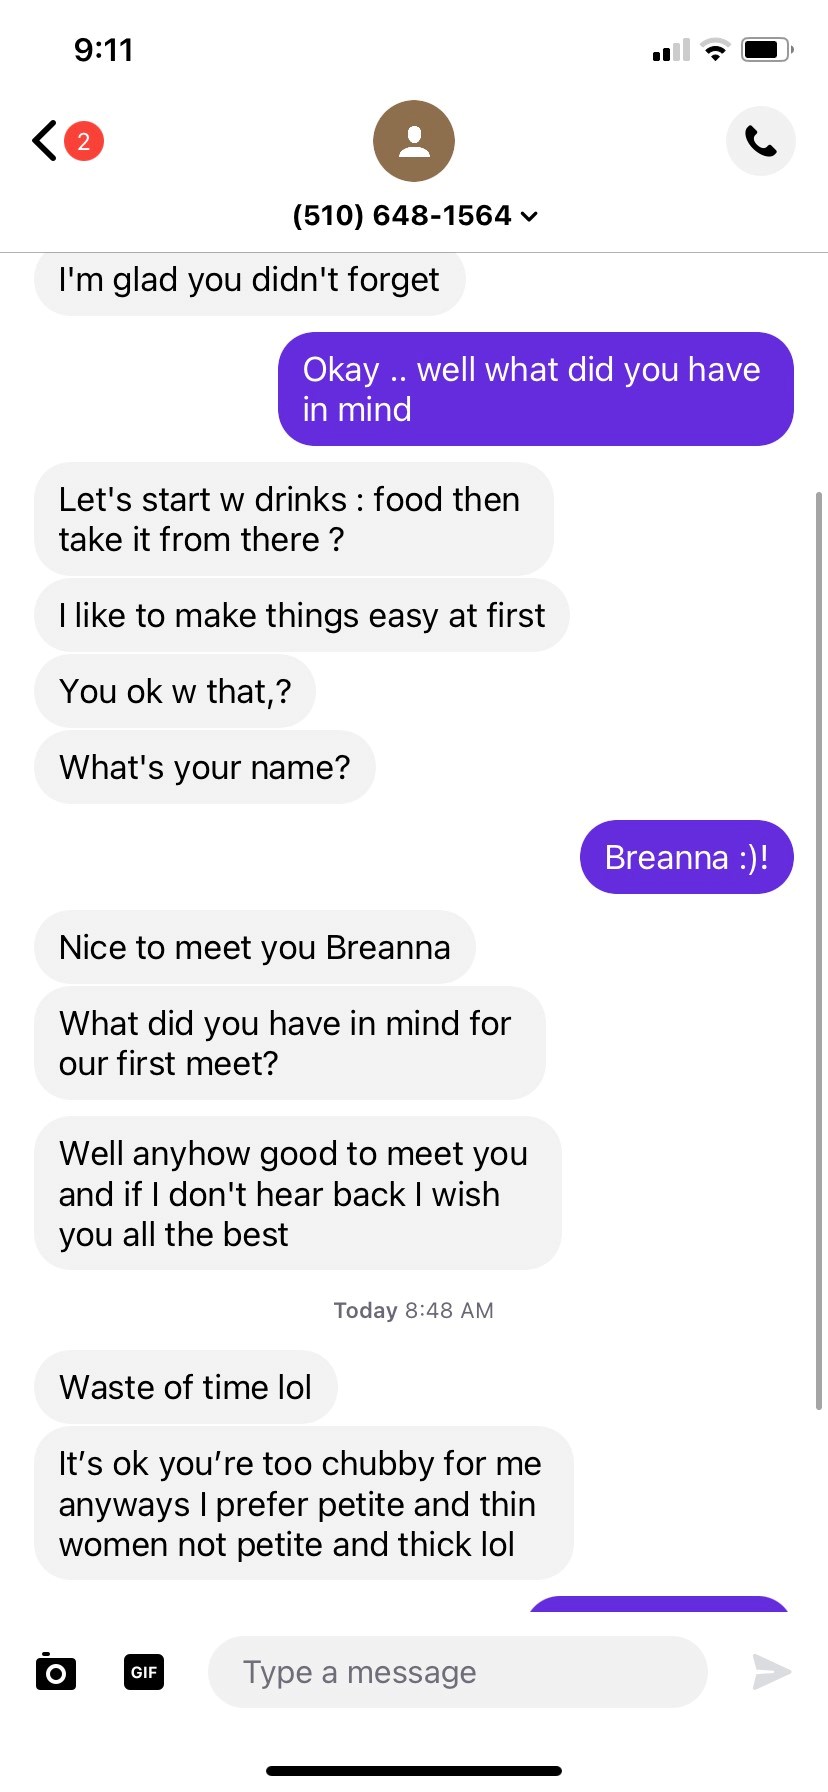 9:11
2
(510) 648-1564
I'm glad you didn't forget
Okay .. well what did you have
in mind
Let's start w drinks : food then
take it from there ?
I like to make things easy at first
You ok w that,?
What's your name?
Breanna :)!
Nice to meet you Breanna
What did you have in mind for
our first meet?
Well anyhow good to meet you
and if I don't hear back I wish
you all the best
Today 8:48 AM
Waste of time lol
It’s ok you’re too chubby for me
anyways I prefer petite and thin
women not petite and thick lol
GIF
Type a message